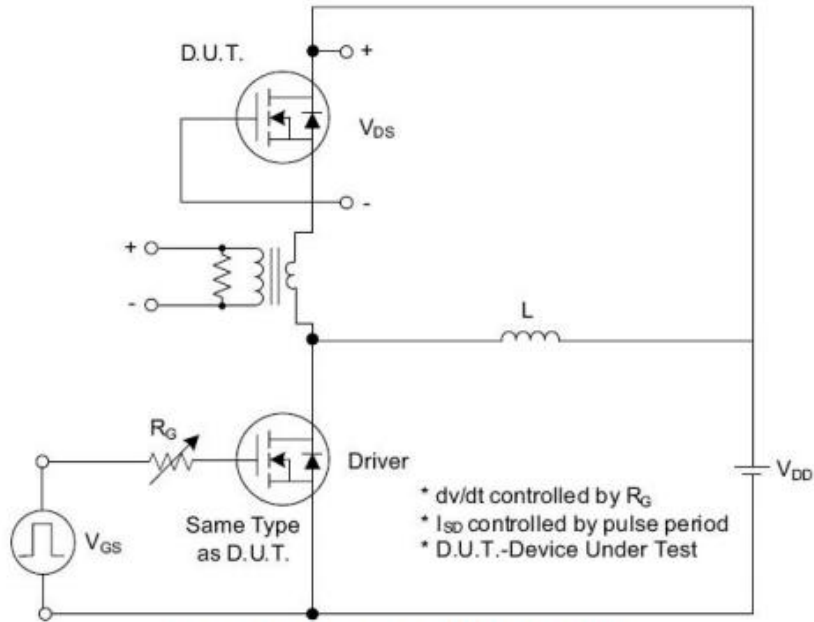 D.U.T.
+
VDS
-
+
-
L
RG
Driver
VDD
VGS
Same Type
as D.U.T.
* dv/dt controlled by RG
* ISD controlled by pulse period
* D.U.T.-Device Under Test